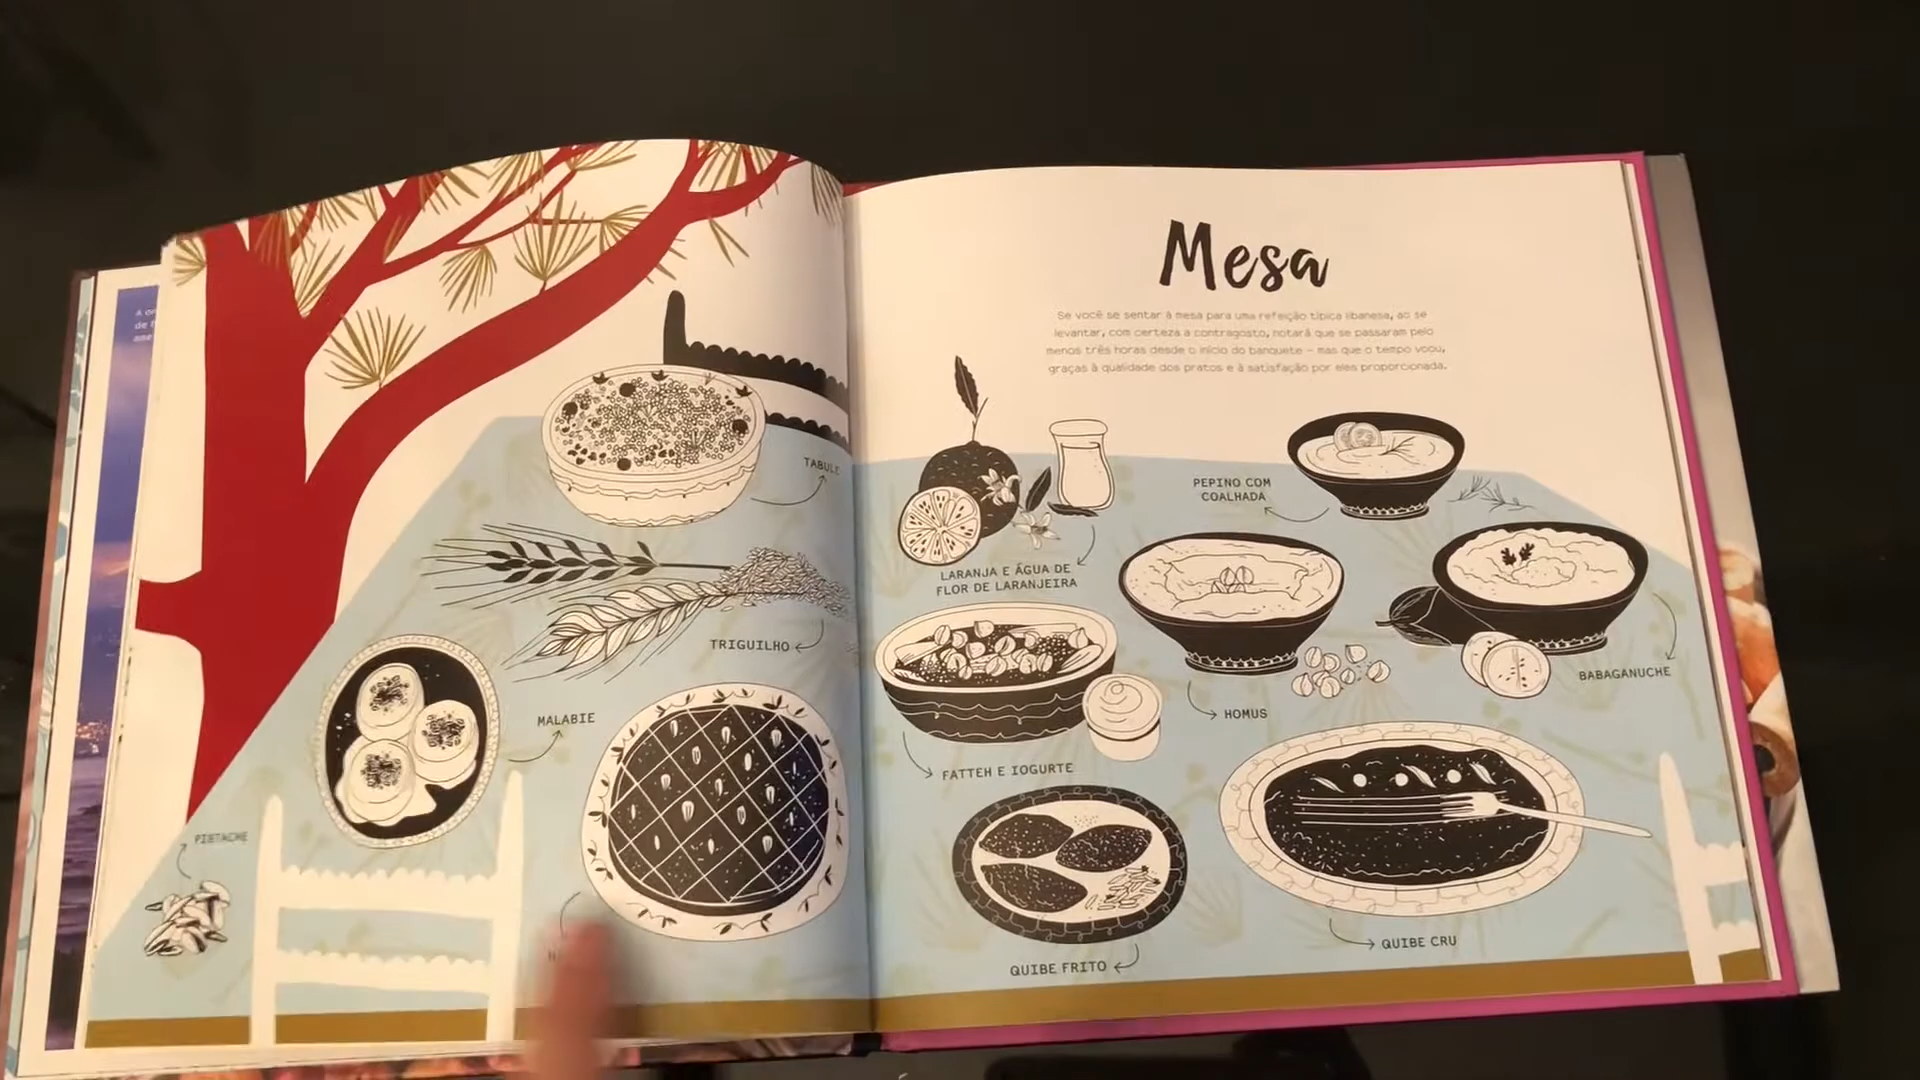 A
de
ase
Mesa
Se você se sentar à mesa para uma refeição típica libanesa, ao se
levantar, com certeza a contragosto, notará que se passaram pelo
menos três horas desde o início do banquete – mas que o tempo voou,
graças à qualidade dos pratos e à satisfação por eles proporcionada.
TABULE
TRIGUILHO
MALABIE
PISTACHE
PEPINO COM
COALHADA
LARANJA E ÁGUA DE
FLOR DE LARANJEIRA
BABAGANUCHE
HOMUS
FATTEH E IOGURTE
QUIBE CRU
QUIBE FRITO